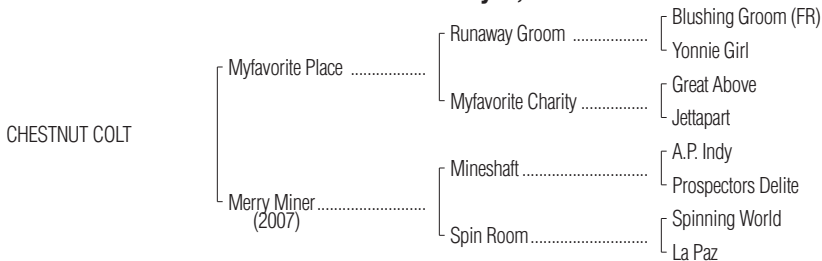 Blushing Groom (FR)
Runaway Groom ..................
Yonnie Girl
Myfavorite Place ..................
Great Above
Myfavorite Charity ................
Jettapart
CHESTNUT COLT
A.P. Indy
Mineshaft ...........................
Prospectors Delite
Merry Miner..........................
(2007)
Spinning World
Spin Room.........................
La Paz